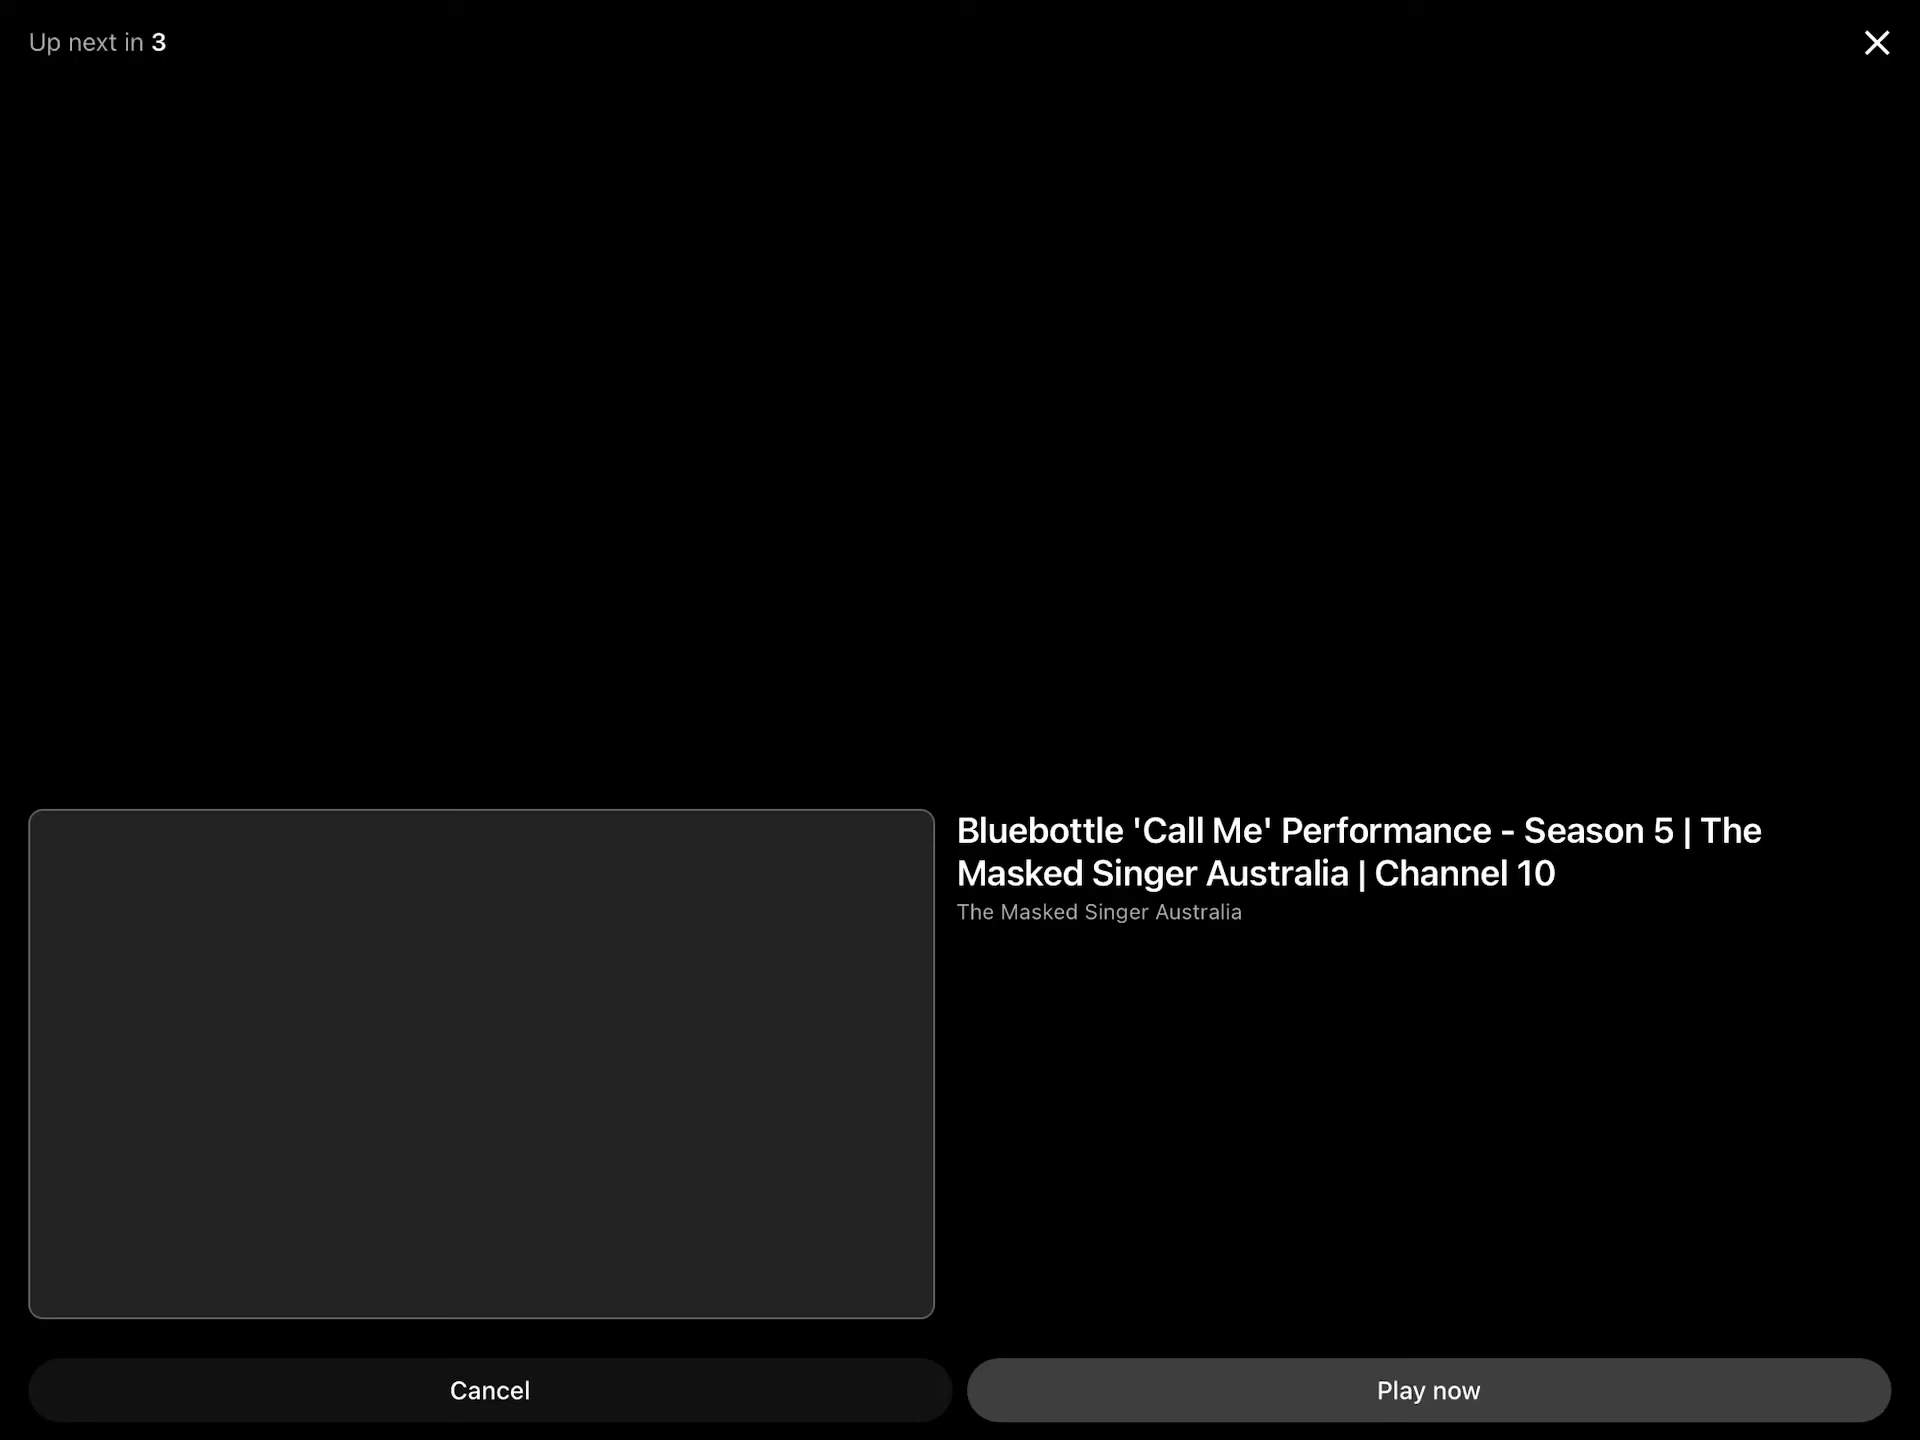 Up next in 3
Bluebottle 'Call Me' Performance - Season 5 | The
Masked Singer Australia | Channel 10
The Masked Singer Australia
Cancel
Play now